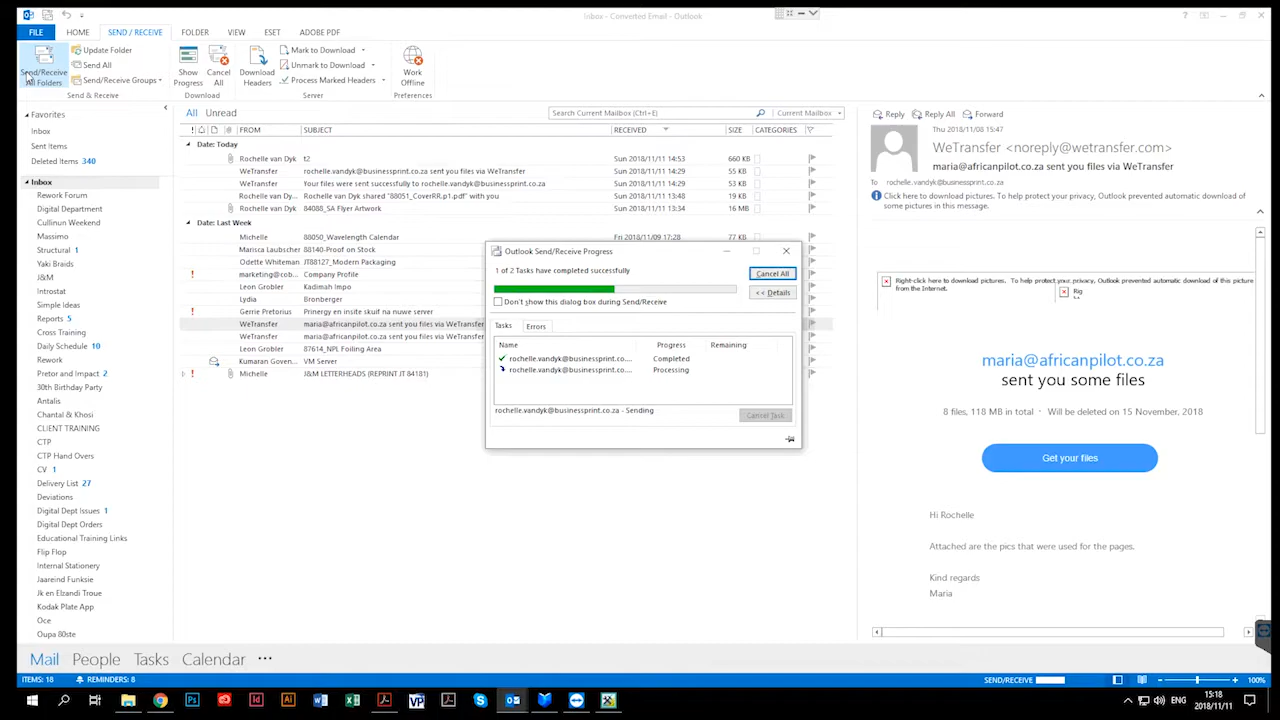 Inbox - Converted Email - Outlook
FILE HOME SEND / RECEIVE FOLDER VIEW ESET ADOBE PDF
Send/Receive All Folders
Update Folder
Send All
Send/Receive Groups
Send & Receive
Show Progress
Cancel All
Download
Download Headers
Mark to Download
Unmark to Download
Process Marked Headers
Server
Work Offline
Preferences
Favorites
Inbox
Sent Items
Deleted Items 340
Inbox
Rework Forum
Digital Department
Cullinun Weekend
Massimo
Structural 1
Yaki Braids
J&M
Introstat
Simple Ideas
Reports 5
Cross Training
Daily Schedule 10
Rework
Pretor and Impact 2
30th Birthday Party
Antalis
Chantal & Khosi
CLIENT TRAINING
CTP
CTP Hand Overs
CV 1
Delivery List 27
Deviations
Digital Dept Issues 1
Digital Dept Orders
Educational Training Links
Flip Flop
Internal Stationery
Jaareind Funksie
Jk en Elzandi Troue
Kodak Plate App
Oce
Oupa 80ste
All Unread
Search Current Mailbox (Ctrl+E)
Current Mailbox
! FROM SUBJECT RECEIVED SIZE CATEGORIES
Date: Today
Rochelle van Dyk t2 Sun 2018/11/11 14:53 660 KB
WeTransfer rochelle.vandyk@businessprint.co.za sent you files via WeTransfer Sun 2018/11/11 14:29 55 KB
WeTransfer Your files were sent successfully to rochelle.vandyk@businessprint.co.za Sun 2018/11/11 14:29 53 KB
Rochelle van Dy... Rochelle van Dyk shared "88051_CoverRR.p1.pdf" with you Sun 2018/11/11 13:48 19 KB
Rochelle van Dyk 84088_SA Flyer Artwork Sun 2018/11/11 13:34 16 MB
Date: Last Week
Michelle 88050_Wavelength Calendar Fri 2018/11/09 17:28 77 KB
Marisca Laubscher 88140-Proof Structural Stock
Odette Whiteman JT88127_Modern Packaging
! marketing@cob... Company Profile
Leon Grobler Kadimah Impo
Lydia Bronberger
! Gerrie Pretorius Prinergy en insite skuif na nuwe server
WeTransfer maria@africanpilot.co.za sent you files via WeTransfer
WeTransfer maria@africanpilot.co.za sent you files via WeTransfer
Leon Grobler 87614_NPL Foiling Area
Kumaran Goven... VM Server
! Michelle J&M LETTERHEADS (REPRINT JT 84181)
Outlook Send/Receive Progress
1 of 2 Tasks have completed successfully
Cancel All
<< Details
Don't show this dialog box during Send/Receive
Tasks Errors
Name Progress Remaining
rochelle.vandyk@businessprint.co.... Completed
rochelle.vandyk@businessprint.co.... Processing
rochelle.vandyk@businessprint.co.za - Sending
Cancel Task
Reply Reply All Forward
Thu 2018/11/08 15:47
WeTransfer <noreply@wetransfer.com>
maria@africanpilot.co.za sent you files via WeTransfer
To rochelle.vandyk@businessprint.co.za
Click here to download pictures. To help protect your privacy, Outlook prevented automatic download of
some pictures in this message.
Right-click here to download pictures. To help protect your privacy, Outlook prevented automatic download of this picture
from the Internet.
Rig
maria@africanpilot.co.za
sent you some files
8 files, 118 MB in total · Will be deleted on 15 November, 2018
Get your files
Hi Rochelle
Attached are the pics that were used for the pages.
Kind regards
Maria
Mail People Tasks Calendar ...
ITEMS: 18 REMINDERS: 8
SEND/RECEIVE 100%
ENG
15:18
2018/11/11